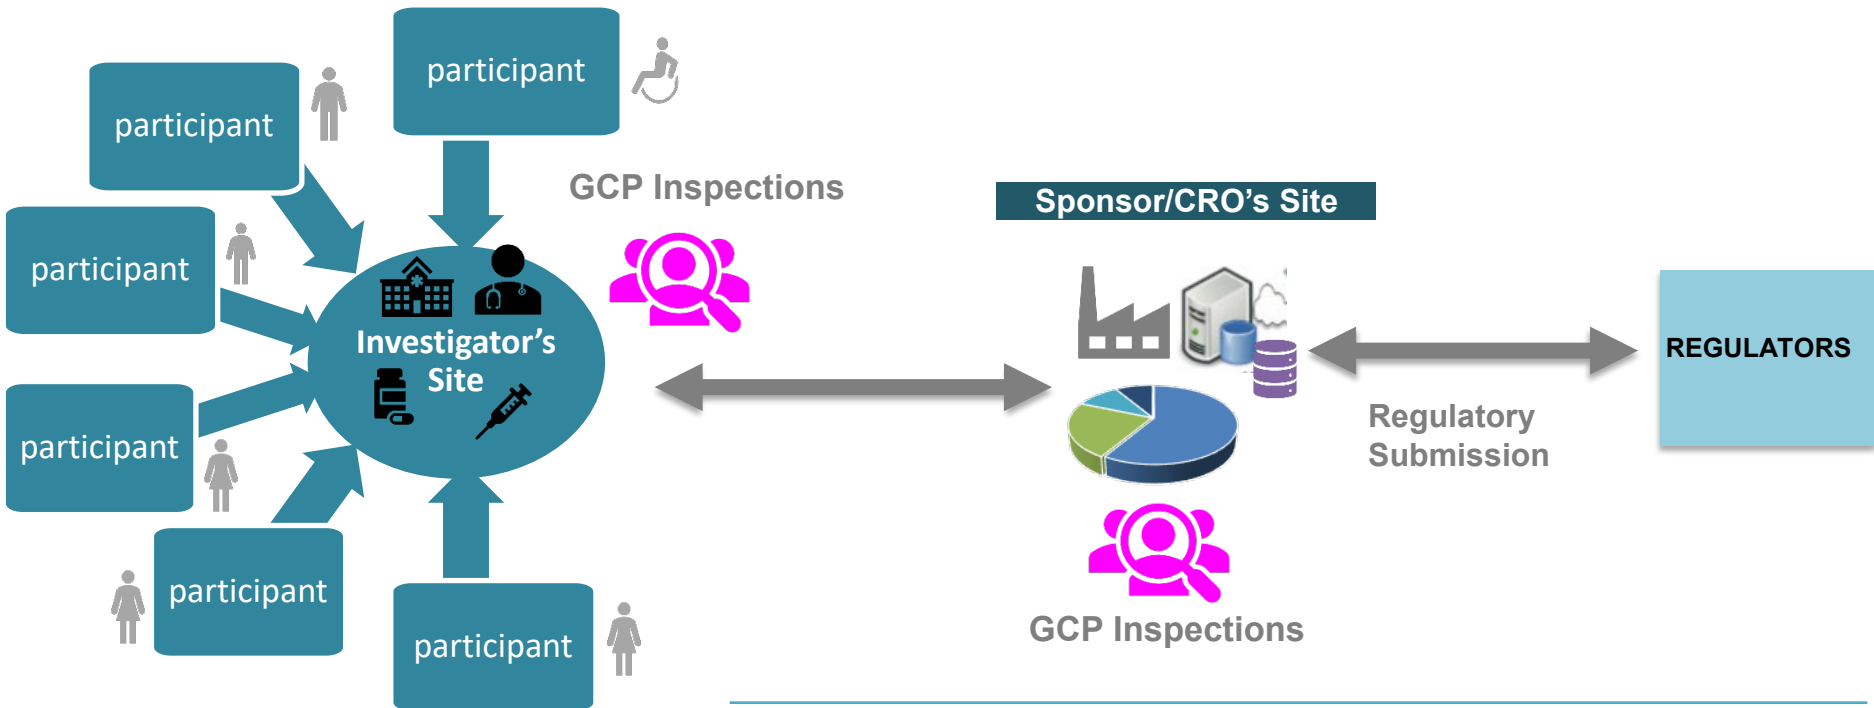 participant
participant
participant
participant
participant
participant
Investigator’s
Site
GCP Inspections
Sponsor/CRO’s Site
GCP Inspections
Regulatory
Submission
REGULATORS